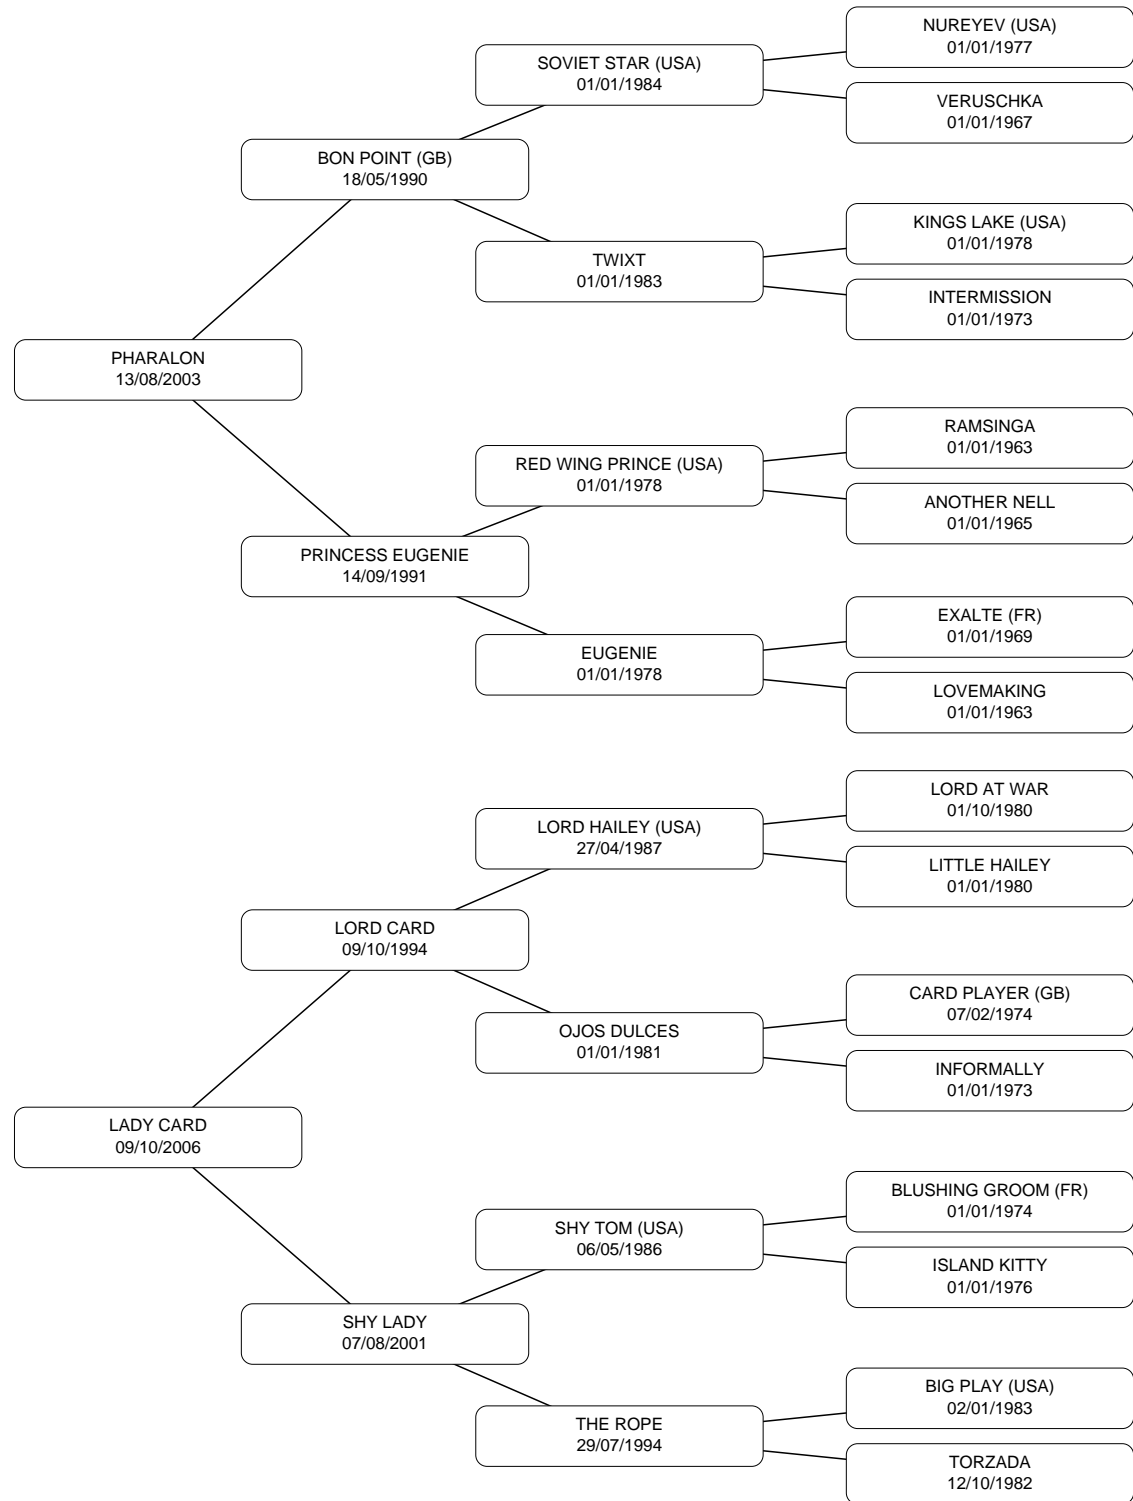 NUREYEV (USA)
01/01/1977
SOVIET STAR (USA)
01/01/1984
VERUSCHKA
01/01/1967
BON POINT (GB)
18/05/1990
KINGS LAKE (USA)
01/01/1978
TWIXT
01/01/1983
INTERMISSION
01/01/1973
PHARALON
13/08/2003
RAMSINGA
01/01/1963
RED WING PRINCE (USA)
01/01/1978
ANOTHER NELL
01/01/1965
PRINCESS EUGENIE
14/09/1991
EXALTE (FR)
01/01/1969
EUGENIE
01/01/1978
LOVEMAKING
01/01/1963
LORD AT WAR
01/10/1980
LORD HAILEY (USA)
27/04/1987
LITTLE HAILEY
01/01/1980
LORD CARD
09/10/1994
CARD PLAYER (GB)
07/02/1974
OJOS DULCES
01/01/1981
INFORMALLY
01/01/1973
LADY CARD
09/10/2006
BLUSHING GROOM (FR)
01/01/1974
SHY TOM (USA)
06/05/1986
ISLAND KITTY
01/01/1976
SHY LADY
07/08/2001
BIG PLAY (USA)
02/01/1983
THE ROPE
29/07/1994
TORZADA
12/10/1982